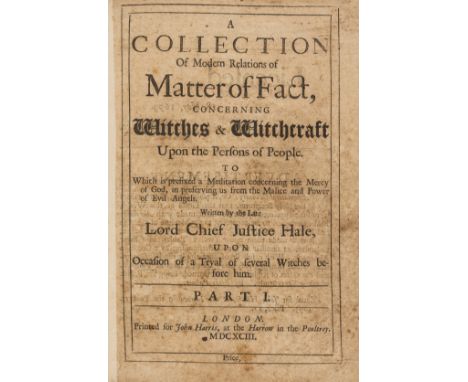 A
COLLECTION
Of Modern Relations of
Matter of Fact,
CONCERNING
Witches & Witchcraft
Upon the Persons of People.
TO
Which is prefixed a Meditation concerning the Mercy
of God, in preserving us from the Malice and Power
of Evil Angels.
Written by the Late
Lord Chief Justice Hale,
UPON
Occasion of a Tryal of several Witches be-
fore him.
PART I.
LONDON.
Printed for John Harris, at the Harrow in the Poultrey.
MDCXCIII.
Price,